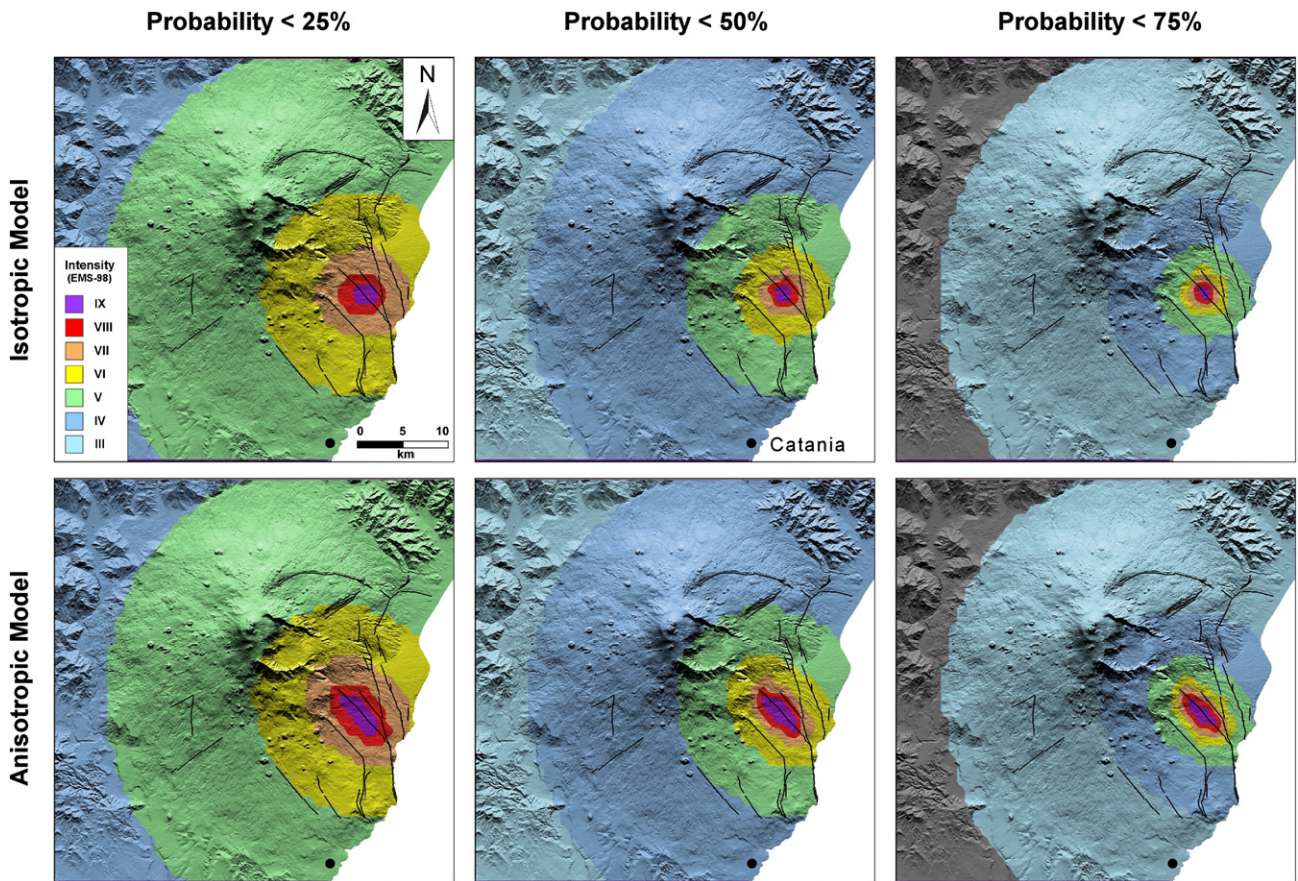 Probability < 25%
Probability < 50%
Probability < 75%
Isotropic Model
N
Intensity
(EMS-98)
IX
VIII
VII
VI
V
IV
III
0 5 10
km
Catania
Anisotropic Model